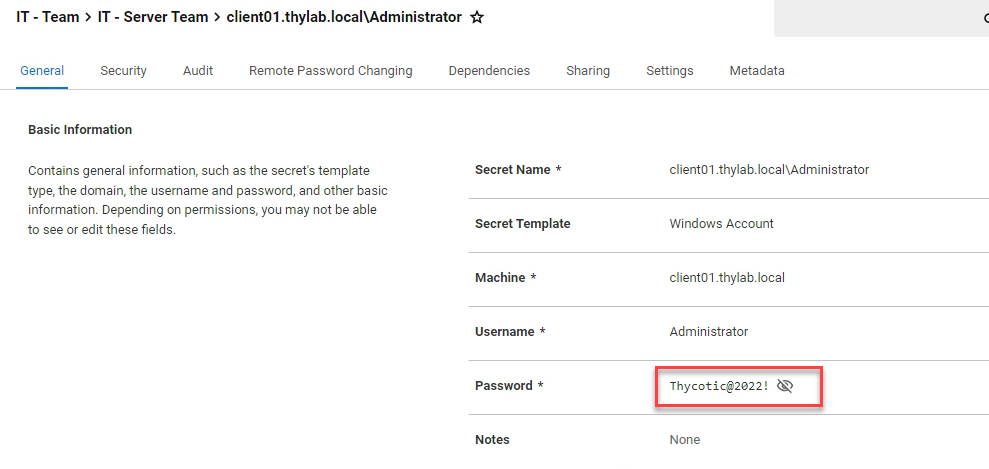 IT - Team > IT - Server Team > client01.thylab.local\Administrator ☆
General Security Audit Remote Password Changing Dependencies Sharing Settings Metadata
Basic Information
Contains general information, such as the secret's template
type, the domain, the username and password, and other basic
information. Depending on permissions, you may not be able
to see or edit these fields.
Secret Name * client01.thylab.local\Administrator
Secret Template Windows Account
Machine * client01.thylab.local
Username * Administrator
Password * Thycotic@2022!
Notes None